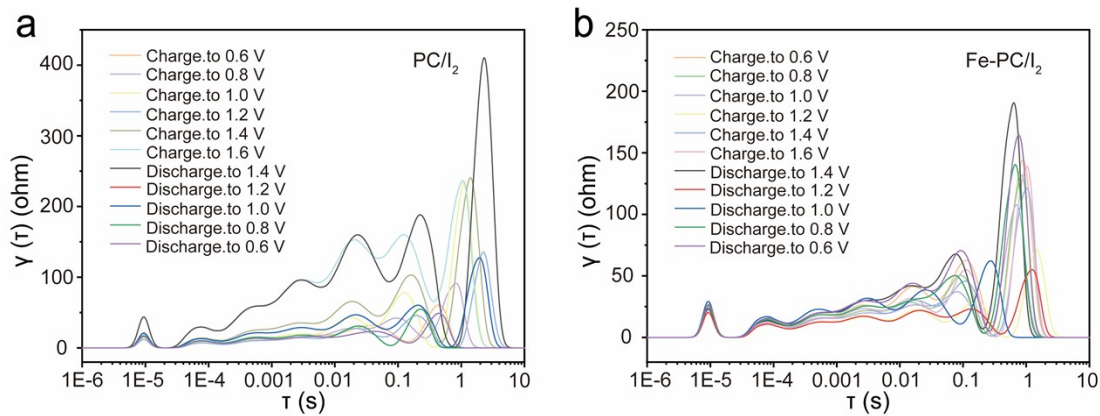 a
PC/I2
Charge.to 0.6 V
Charge.to 0.8 V
Charge.to 1.0 V
Charge.to 1.2 V
Charge.to 1.4 V
Charge.to 1.6 V
Discharge.to 1.4 V
Discharge.to 1.2 V
Discharge.to 1.0 V
Discharge.to 0.8 V
Discharge.to 0.6 V
γ (τ) (ohm)
400
300
200
100
0
1E-6 1E-5 1E-4 0.001 0.01 0.1 1 10
τ (s)
b
Fe-PC/I2
Charge.to 0.6 V
Charge.to 0.8 V
Charge.to 1.0 V
Charge.to 1.2 V
Charge.to 1.4 V
Charge.to 1.6 V
Discharge.to 1.4 V
Discharge.to 1.2 V
Discharge.to 1.0 V
Discharge.to 0.8 V
Discharge.to 0.6 V
γ (τ) (ohm)
250
200
150
100
50
0
1E-6 1E-5 1E-4 0.001 0.01 0.1 1 10
τ (s)